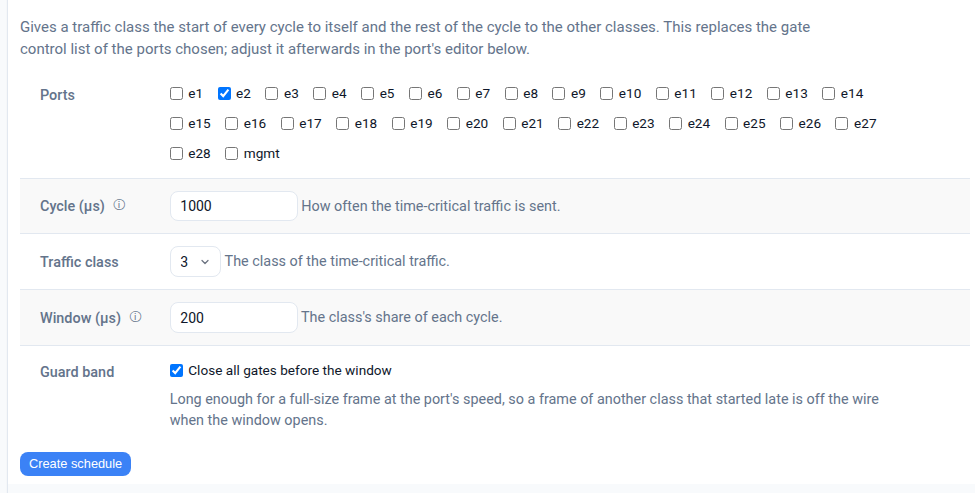 Gives a traffic class the start of every cycle to itself and the rest of the cycle to the other classes. This replaces the gate
control list of the ports chosen; adjust it afterwards in the port's editor below.
Ports
e1 e2 e3 e4 e5 e6 e7 e8 e9 e10 e11 e12 e13 e14
e15 e16 e17 e18 e19 e20 e21 e22 e23 e24 e25 e26 e27
e28 mgmt
Cycle (µs) 1000 How often the time-critical traffic is sent.
Traffic class 3 The class of the time-critical traffic.
Window (µs) 200 The class's share of each cycle.
Guard band Close all gates before the window
Long enough for a full-size frame at the port's speed, so a frame of another class that started late is off the wire
when the window opens.
Create schedule